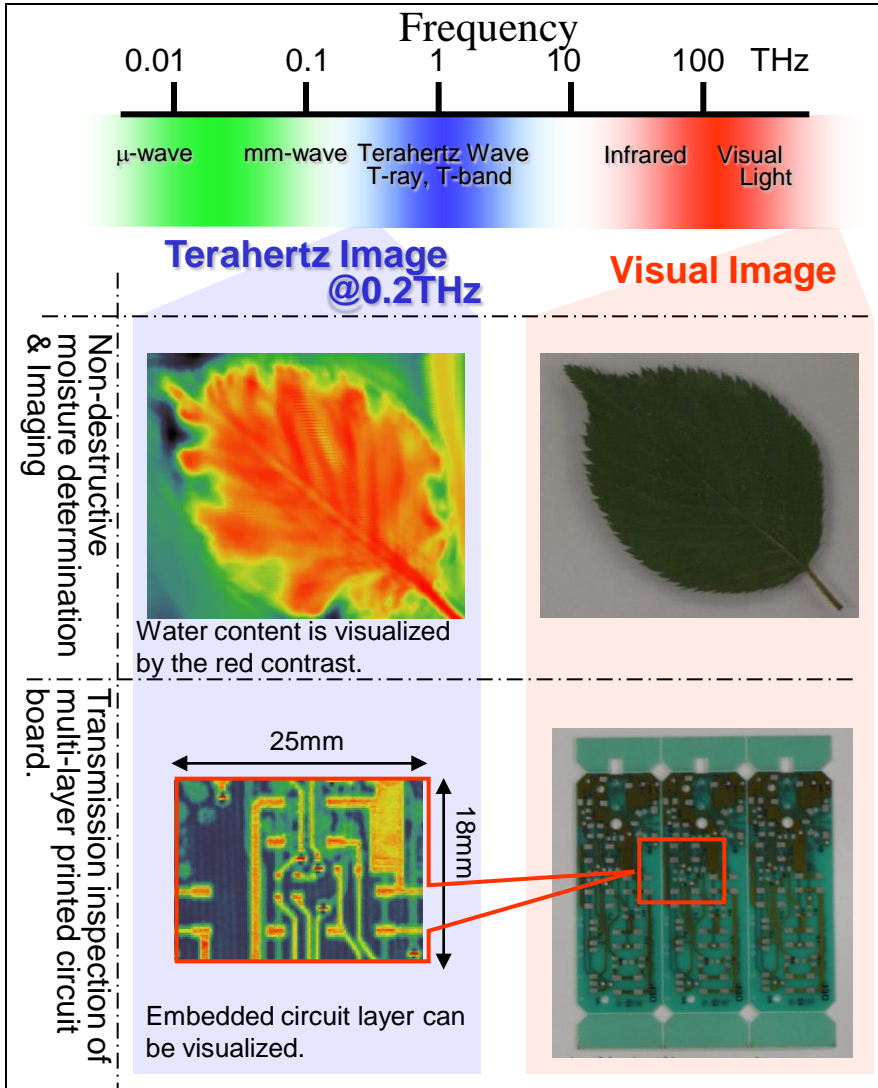 Frequency
0.01 0.1 1 10 100 THz
μ-wave mm-wave Terahertz Wave Infrared Visual
T-ray, T-band Light
Terahertz Image
@0.2THz
Visual Image
Non-destructive
moisture determination
& Imaging
Water content is visualized
by the red contrast.
Transmission inspection of
multi-layer printed circuit
board.
25mm
18mm
Embedded circuit layer can
be visualized.